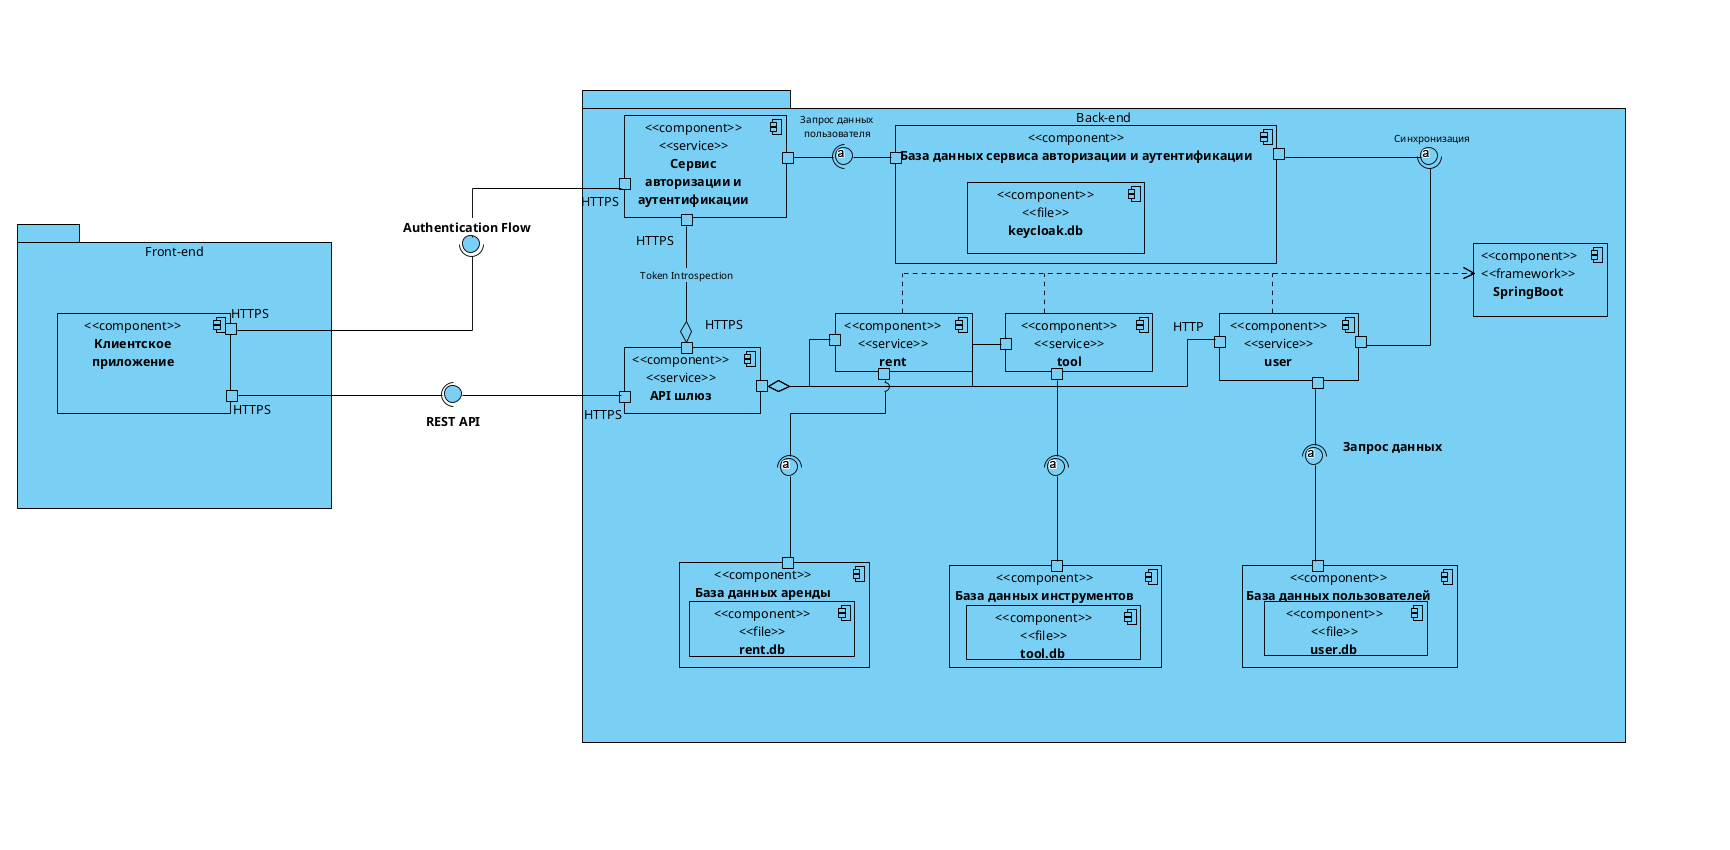 Back-end
<<component>>
<<service>>
Сервис
авторизации и
аутентификации
HTTPS
HTTPS
Запрос данных
пользователя
a
<<component>>
База данных сервиса авторизации и аутентификации
<<component>>
<<file>>
keycloak.db
Синхронизация
a
Authentication Flow
Front-end
<<component>>
Клиентское
приложение
HTTPS
HTTPS
REST API
Token Introspection
HTTPS
<<component>>
<<service>>
API шлюз
HTTPS
<<component>>
<<service>>
rent
<<component>>
<<service>>
tool
HTTP
<<component>>
<<service>>
user
<<component>>
<<framework>>
SpringBoot
a
a
a
Запрос данных
<<component>>
База данных аренды
<<component>>
<<file>>
rent.db
<<component>>
База данных инструментов
<<component>>
<<file>>
tool.db
<<component>>
База данных пользователей
<<component>>
<<file>>
user.db